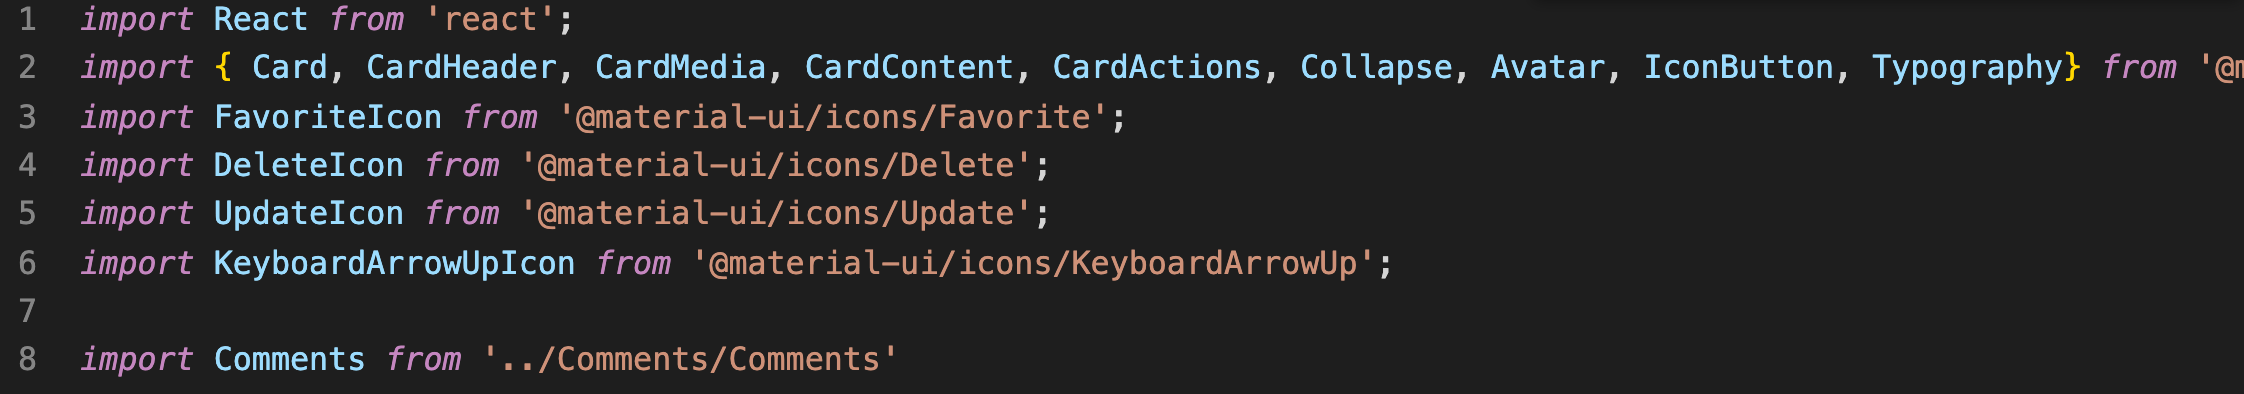 1 import React from 'react';
2 import { Card, CardHeader, CardMedia, CardContent, CardActions, Collapse, Avatar, IconButton, Typography} from '@
3 import FavoriteIcon from '@material-ui/icons/Favorite';
4 import DeleteIcon from '@material-ui/icons/Delete';
5 import UpdateIcon from '@material-ui/icons/Update';
6 import KeyboardArrowUpIcon from '@material-ui/icons/KeyboardArrowUp';
7
8 import Comments from '../Comments/Comments'